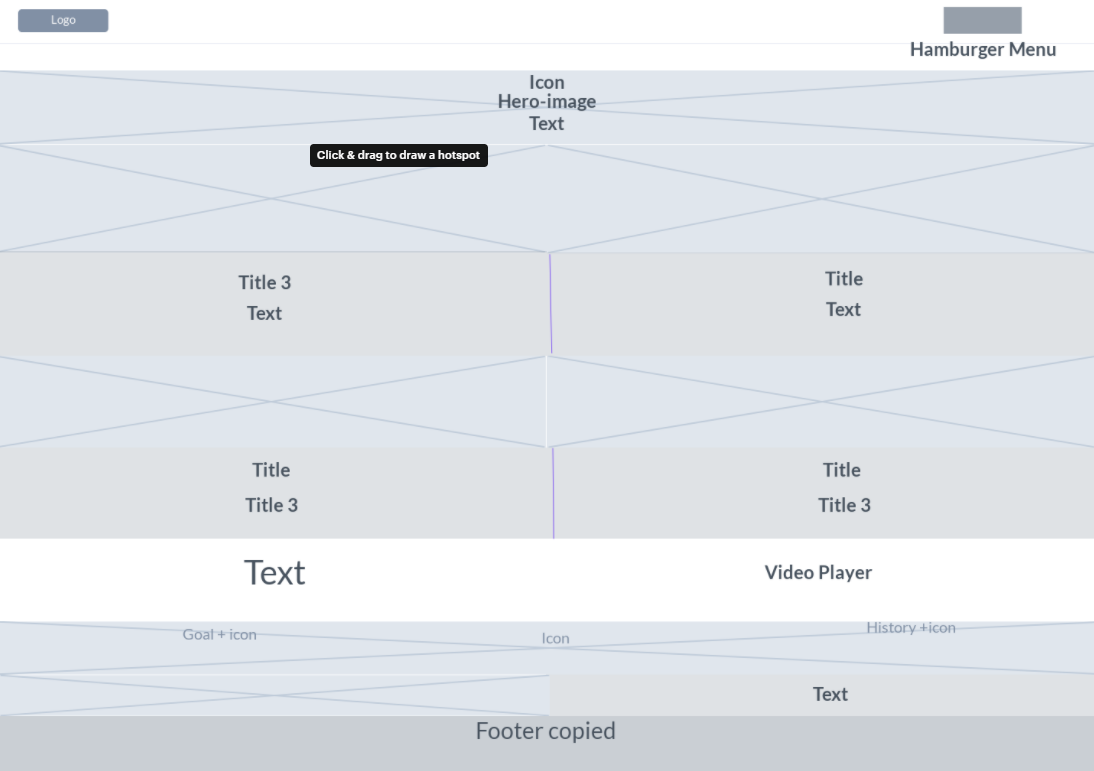 Logo
Hamburger Menu
Icon
Hero-image
Text
Click & drag to draw a hotspot
Title 3
Text
Title
Text
Title
Title 3
Title
Title 3
Text
Video Player
Goal + icon
Icon
History +icon
Text
Footer copied